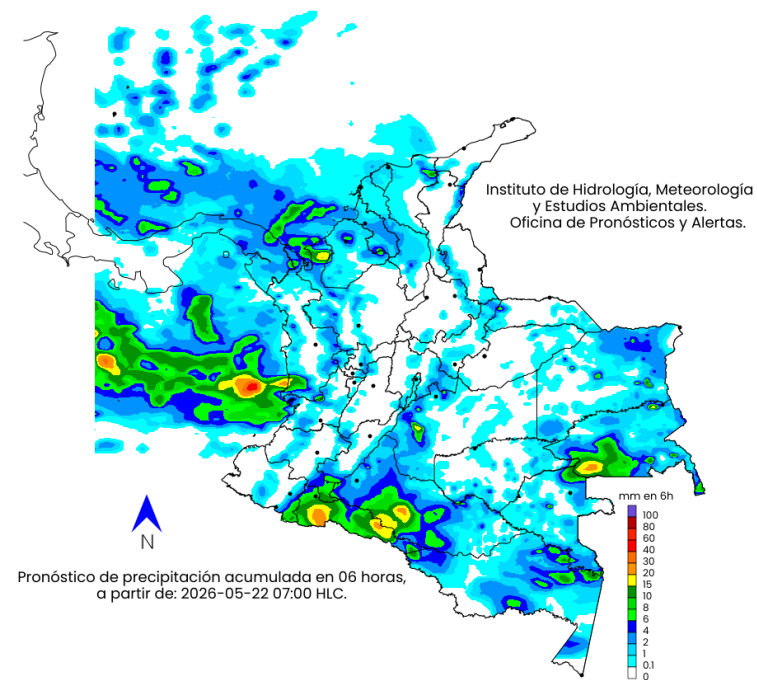 Instituto de Hidrología, Meteorología
y Estudios Ambientales.
Oficina de Pronósticos y Alertas.
mm en 6h
100
80
60
40
30
20
15
10
8
6
4
2
1
0.1
0
N
Pronóstico de precipitación acumulada en 06 horas,
a partir de: 2026-05-22 07:00 HLC.